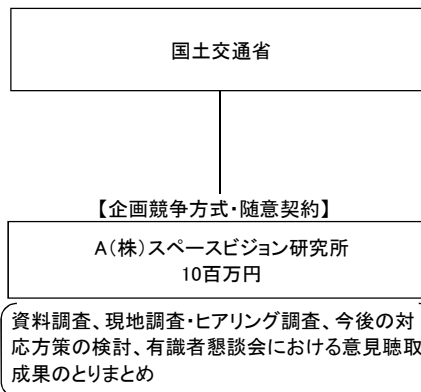 国土交通省
【企画競争方式・随意契約】
A(株)スペースビジョン研究所
10百万円
資料調査、現地調査・ヒアリング調査、今後の対
応方策の検討、有識者懇談会における意見聴取
成果のとりまとめ